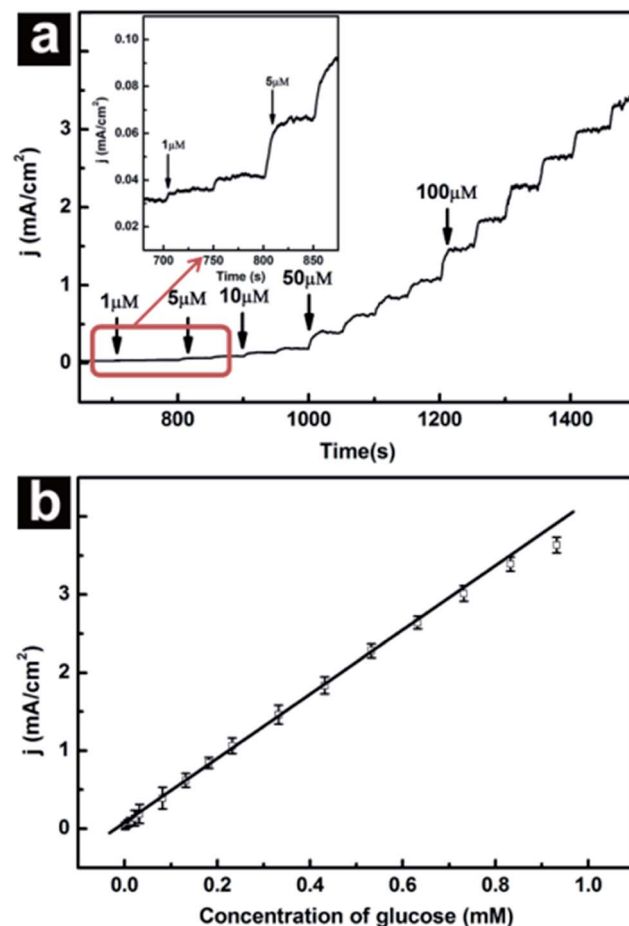 a
j (mA/cm²)
3
2
1
0
0.10
0.08
0.06
0.04
0.02
j (mA/cm²)
1μM
5μM
700
750
800
850
Time (s)
1μM
5μM
10μM
50μM
100μM
800
1000
1200
1400
Time(s)
b
j (mA/cm²)
3
2
1
0
0.0
0.2
0.4
0.6
0.8
1.0
Concentration of glucose (mM)